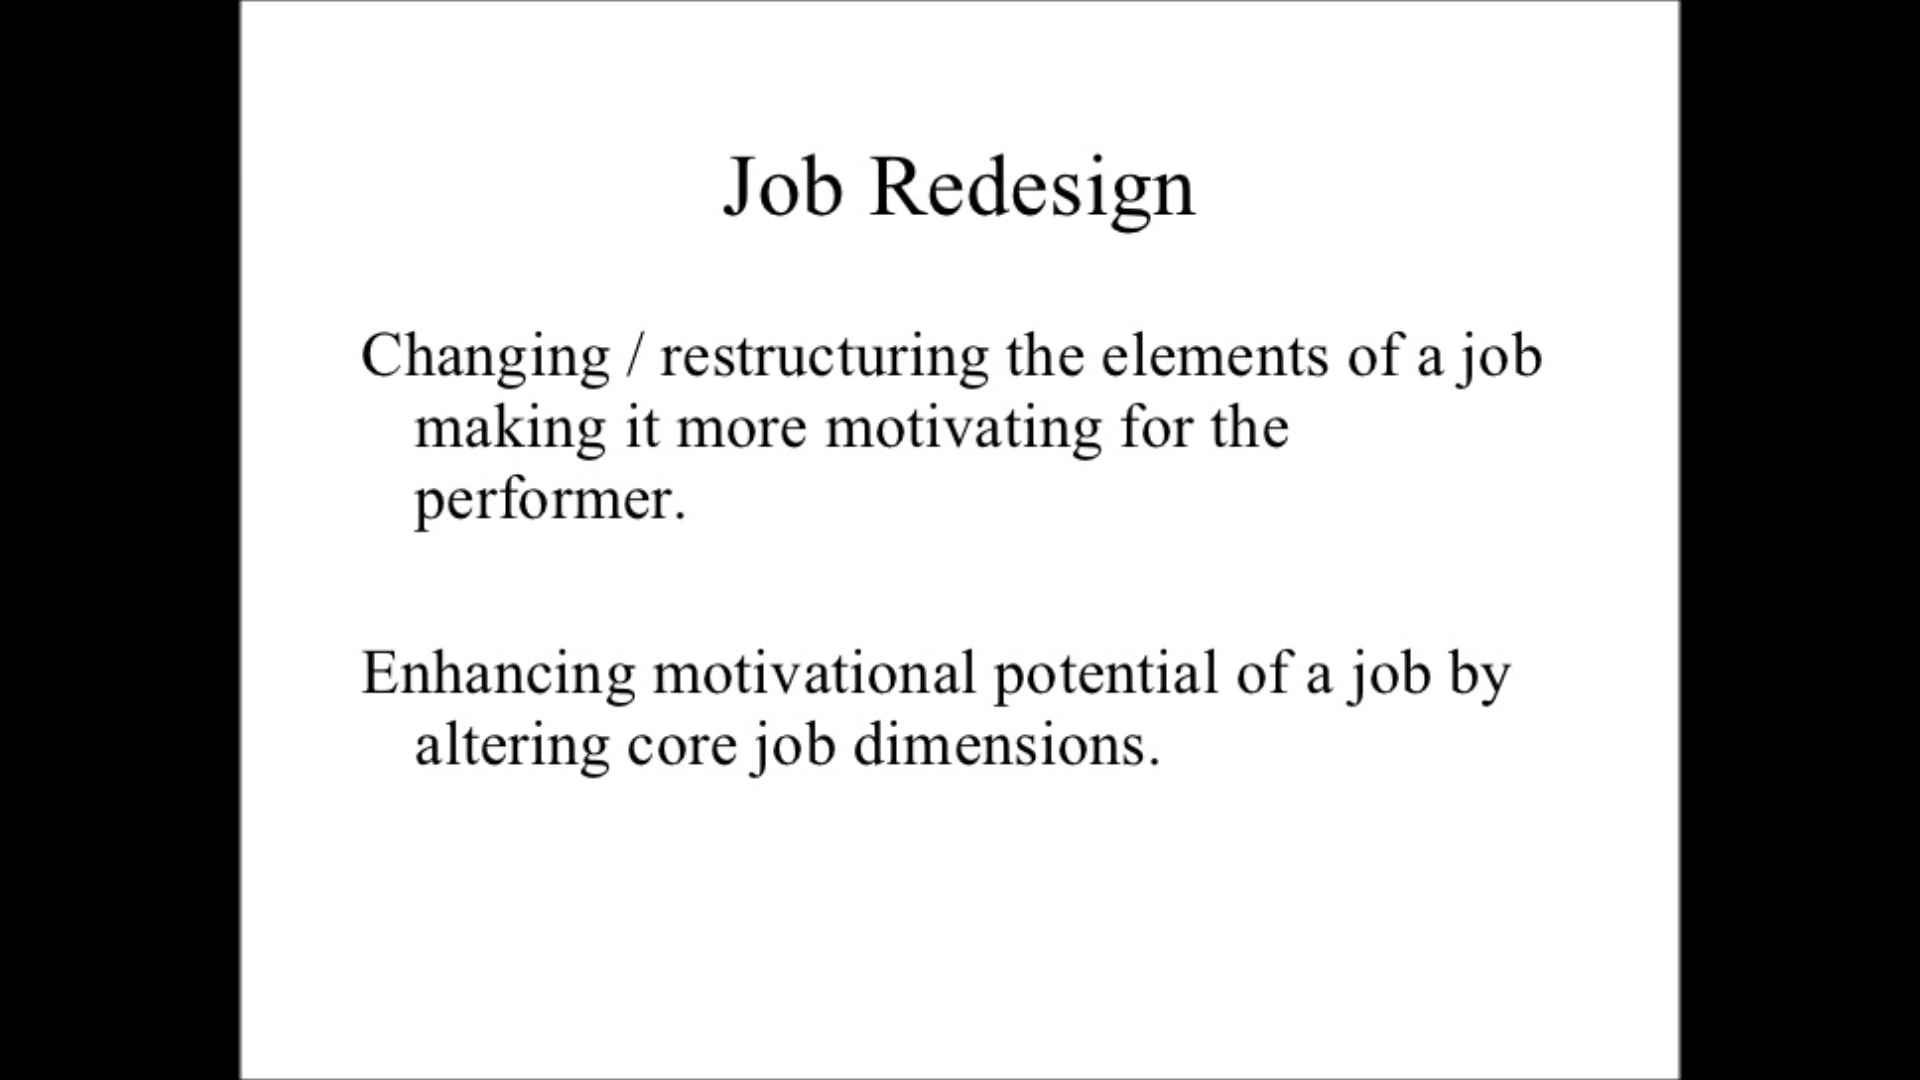 Job Redesign
Changing / restructuring the elements of a job
making it more motivating for the
performer.
Enhancing motivational potential of a job by
altering core job dimensions.